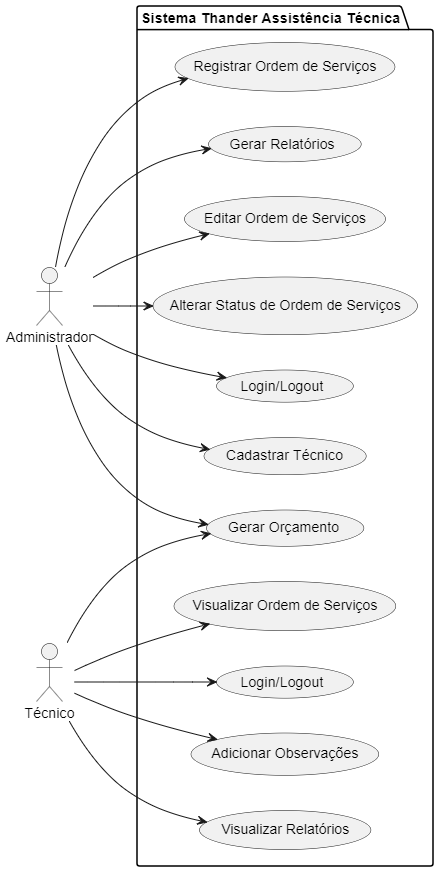 Sistema Thander Assistência Técnica
Registrar Ordem de Serviços
Gerar Relatórios
Editar Ordem de Serviços
Alterar Status de Ordem de Serviços
Administrador
Login/Logout
Cadastrar Técnico
Gerar Orçamento
Visualizar Ordem de Serviços
Login/Logout
Técnico
Adicionar Observações
Visualizar Relatórios